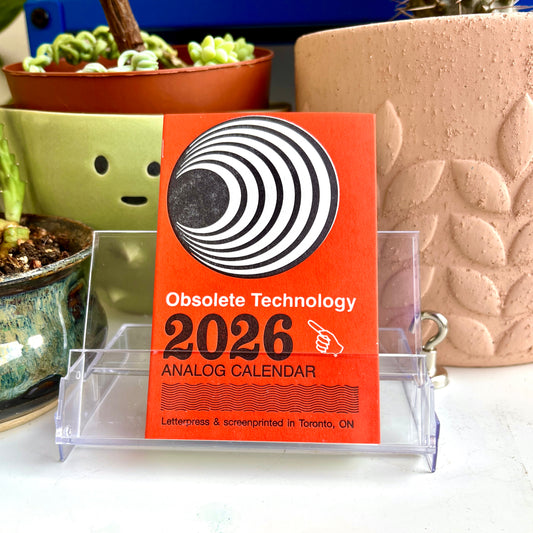 Obsolete Technology
2026
ANALOG CALENDAR
Letterpress & screenprinted in Toronto, ON